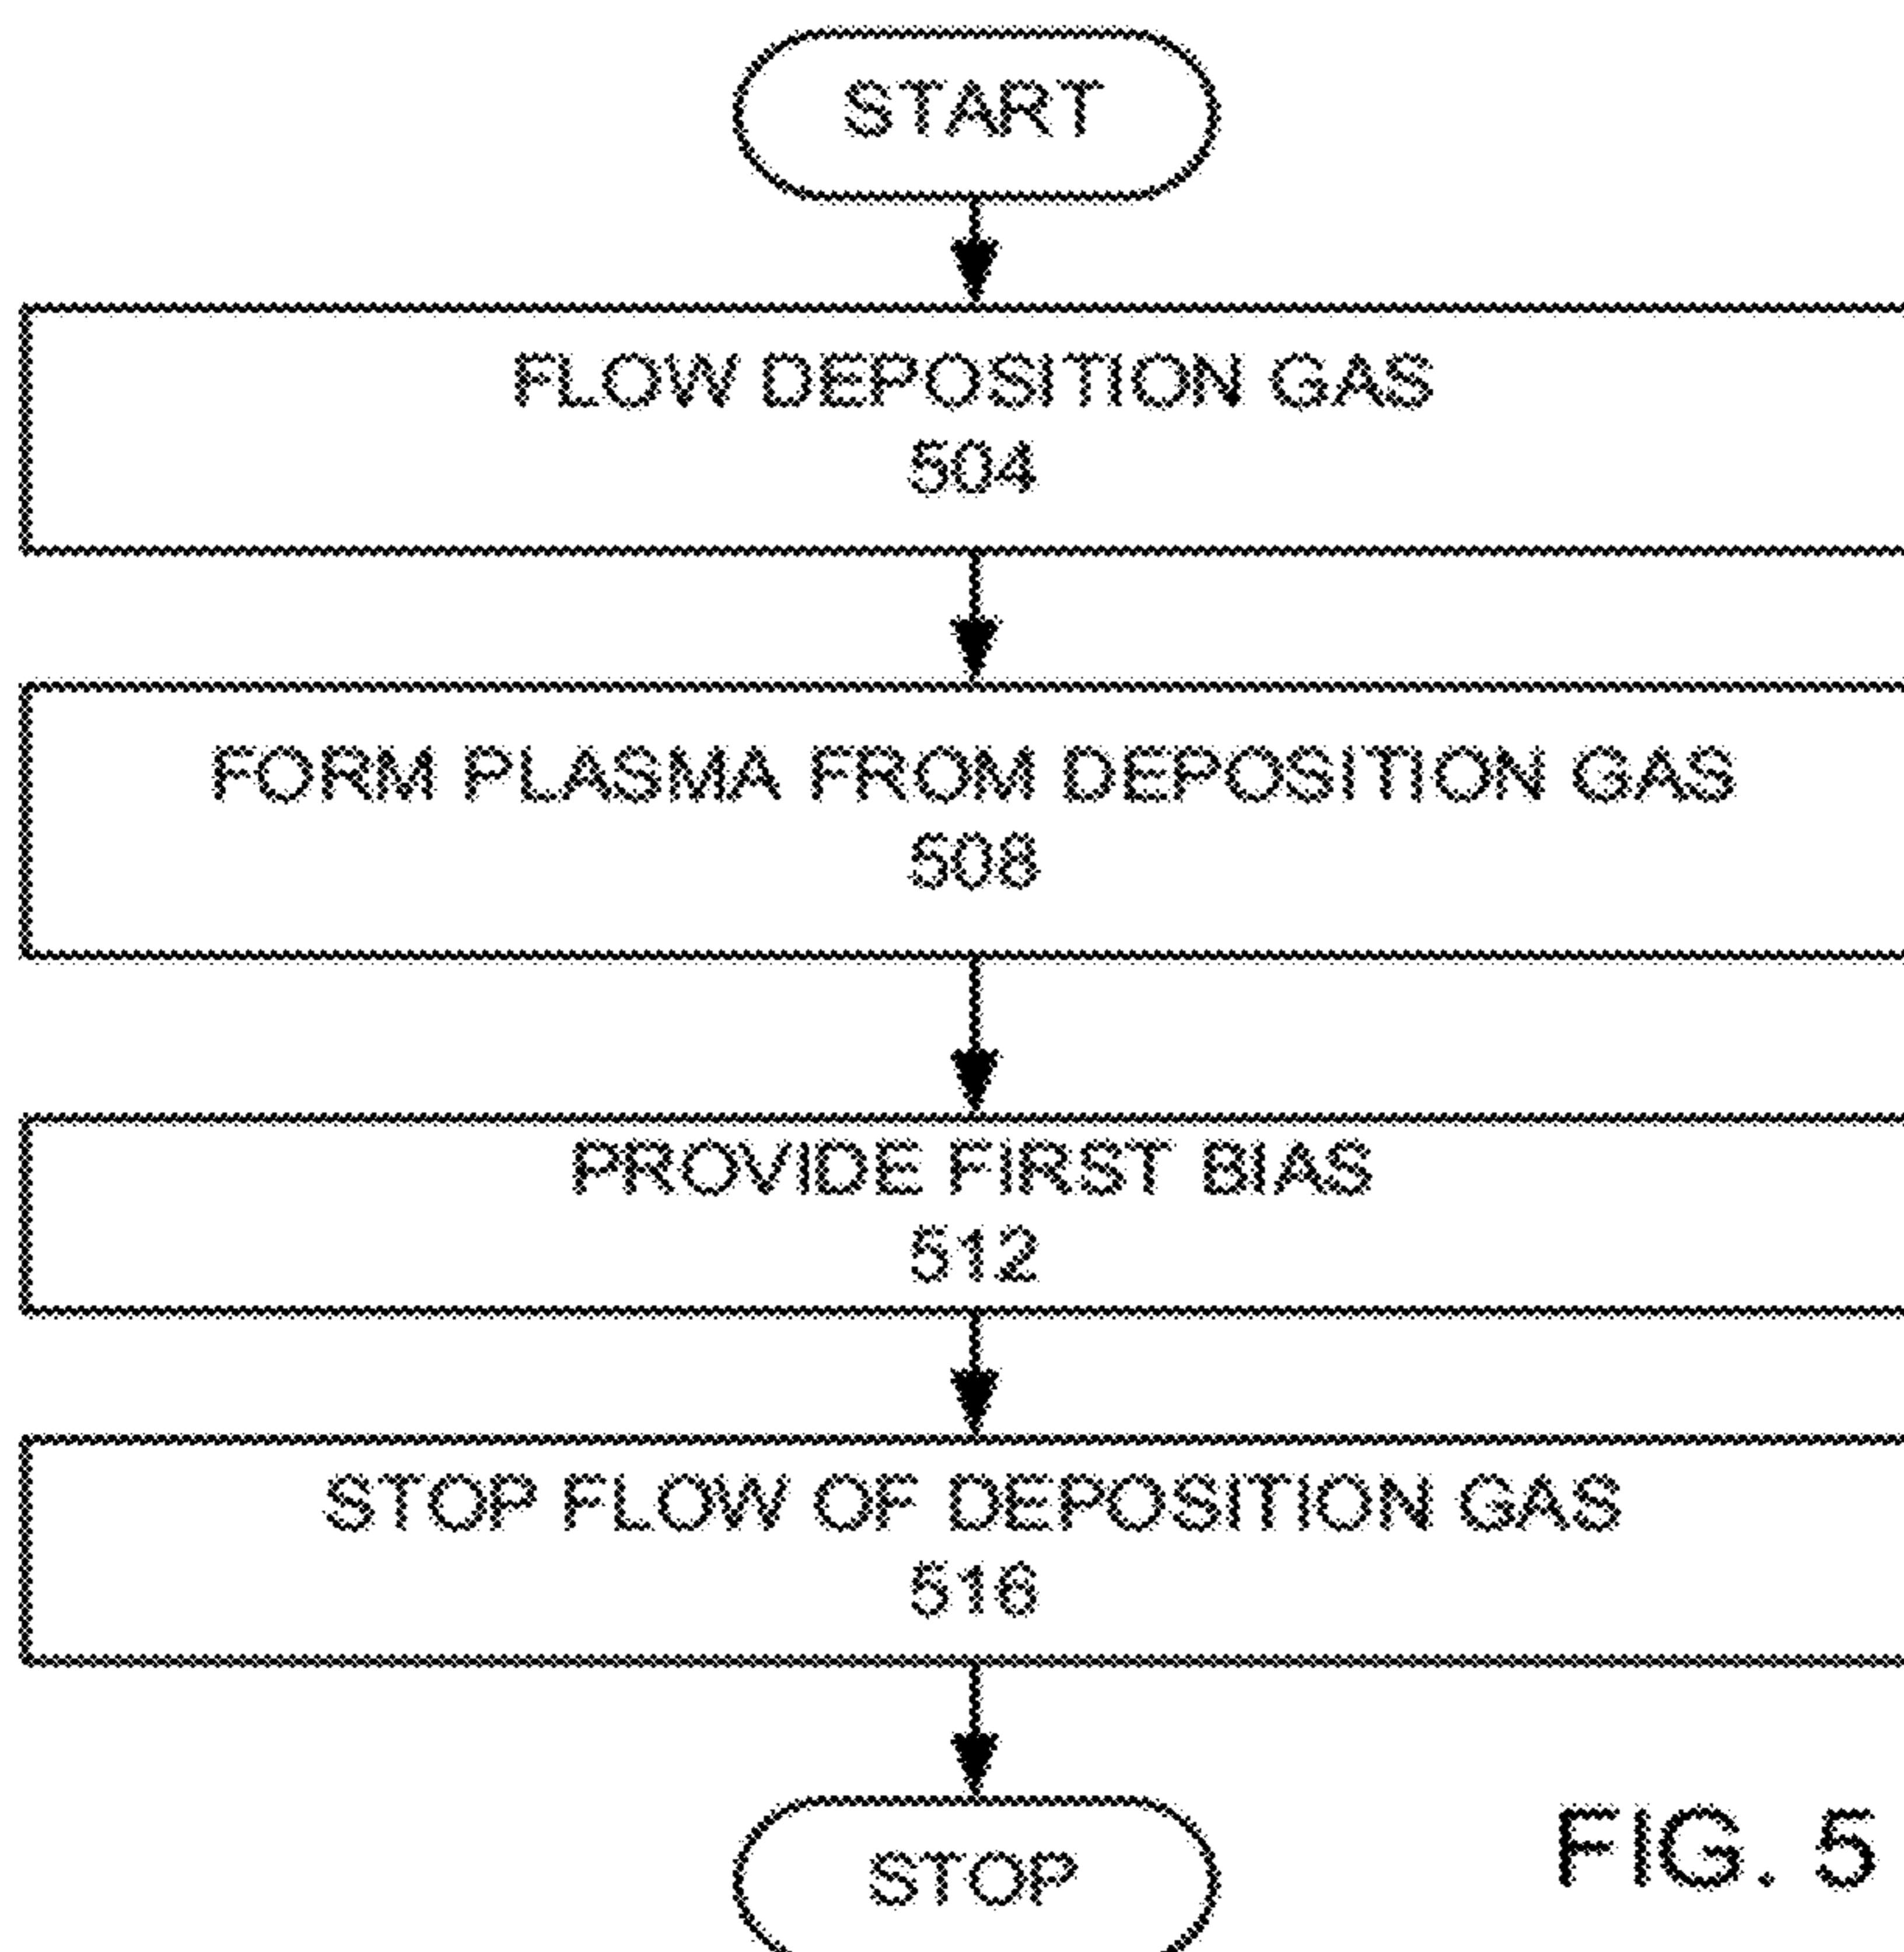 START
FLOW DEPOSITION GAS
504
FORM PLASMA FROM DEPOSITION GAS
508
PROVIDE FIRST BIAS
512
STOP FLOW OF DEPOSITION GAS
516
STOP
FIG. 5